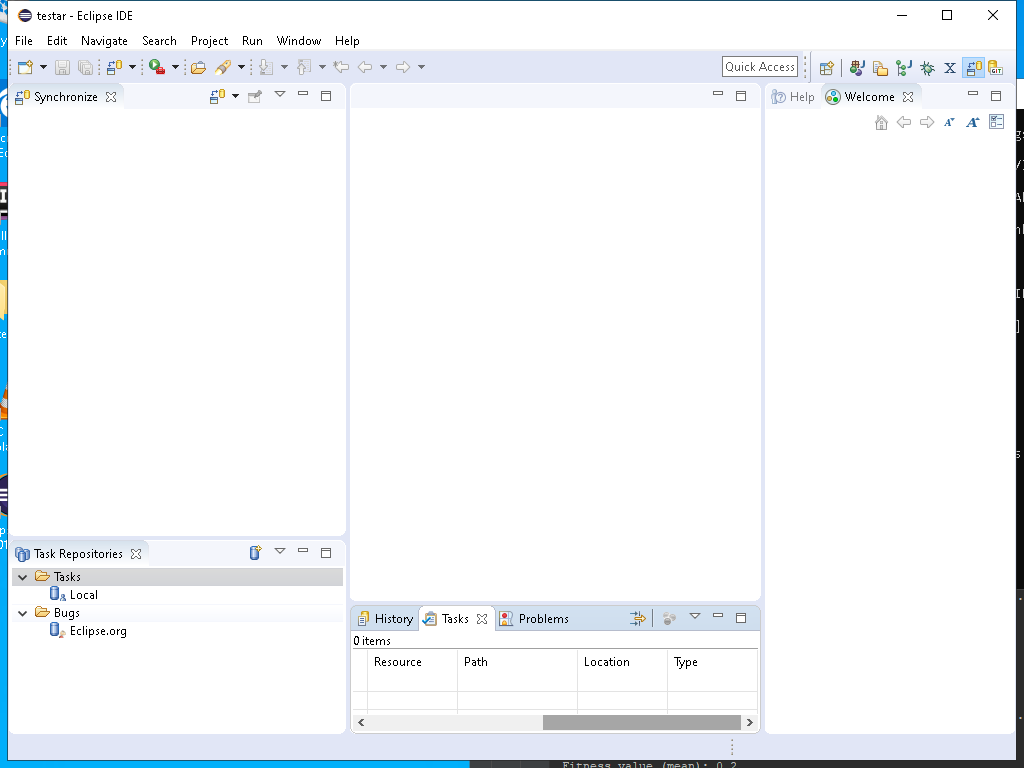 testar - Eclipse IDE
File Edit Navigate Search Project Run Window Help
Quick Access
Synchronize
Help Welcome
Task Repositories
Tasks
Local
Bugs
Eclipse.org
History Tasks Problems
0 items
Resource Path Location Type
Fitness value (mean): 0.2